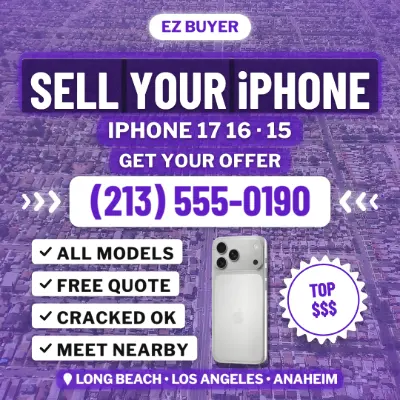 EZ BUYER
SELL YOUR iPHONE
IPHONE 17 16 · 15
GET YOUR OFFER
(213) 555-0190
ALL MODELS
FREE QUOTE
CRACKED OK
MEET NEARBY
TOP
$$$
LONG BEACH • LOS ANGELES • ANAHEIM